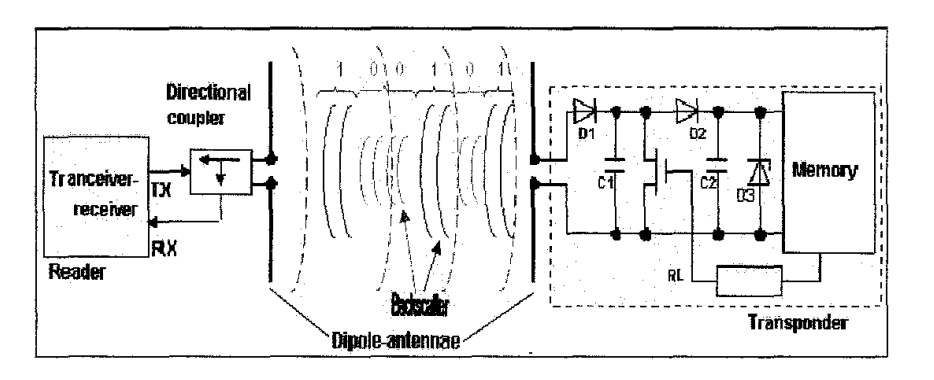 1 0 0 1 0 1
Directional
coupler
D1
D2
Tranceiver-
receiver
TX
C1
C2
D3
Memory
RX
Reader
RL
Backscatter
Dipole-antennae
Transponder